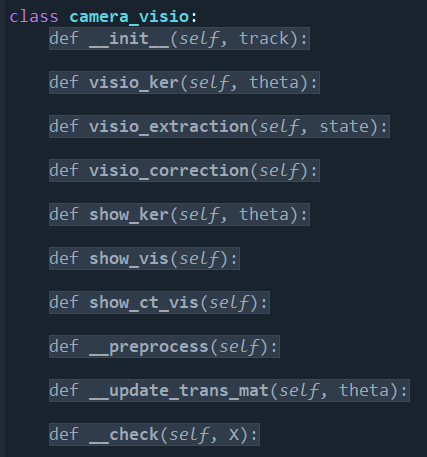 class camera_visio:
def __init__(self, track):
def visio_ker(self, theta):
def visio_extraction(self, state):
def visio_correction(self):
def show_ker(self, theta):
def show_vis(self):
def show_ct_vis(self):
def __preprocess(self):
def __update_trans_mat(self, theta):
def __check(self, X):